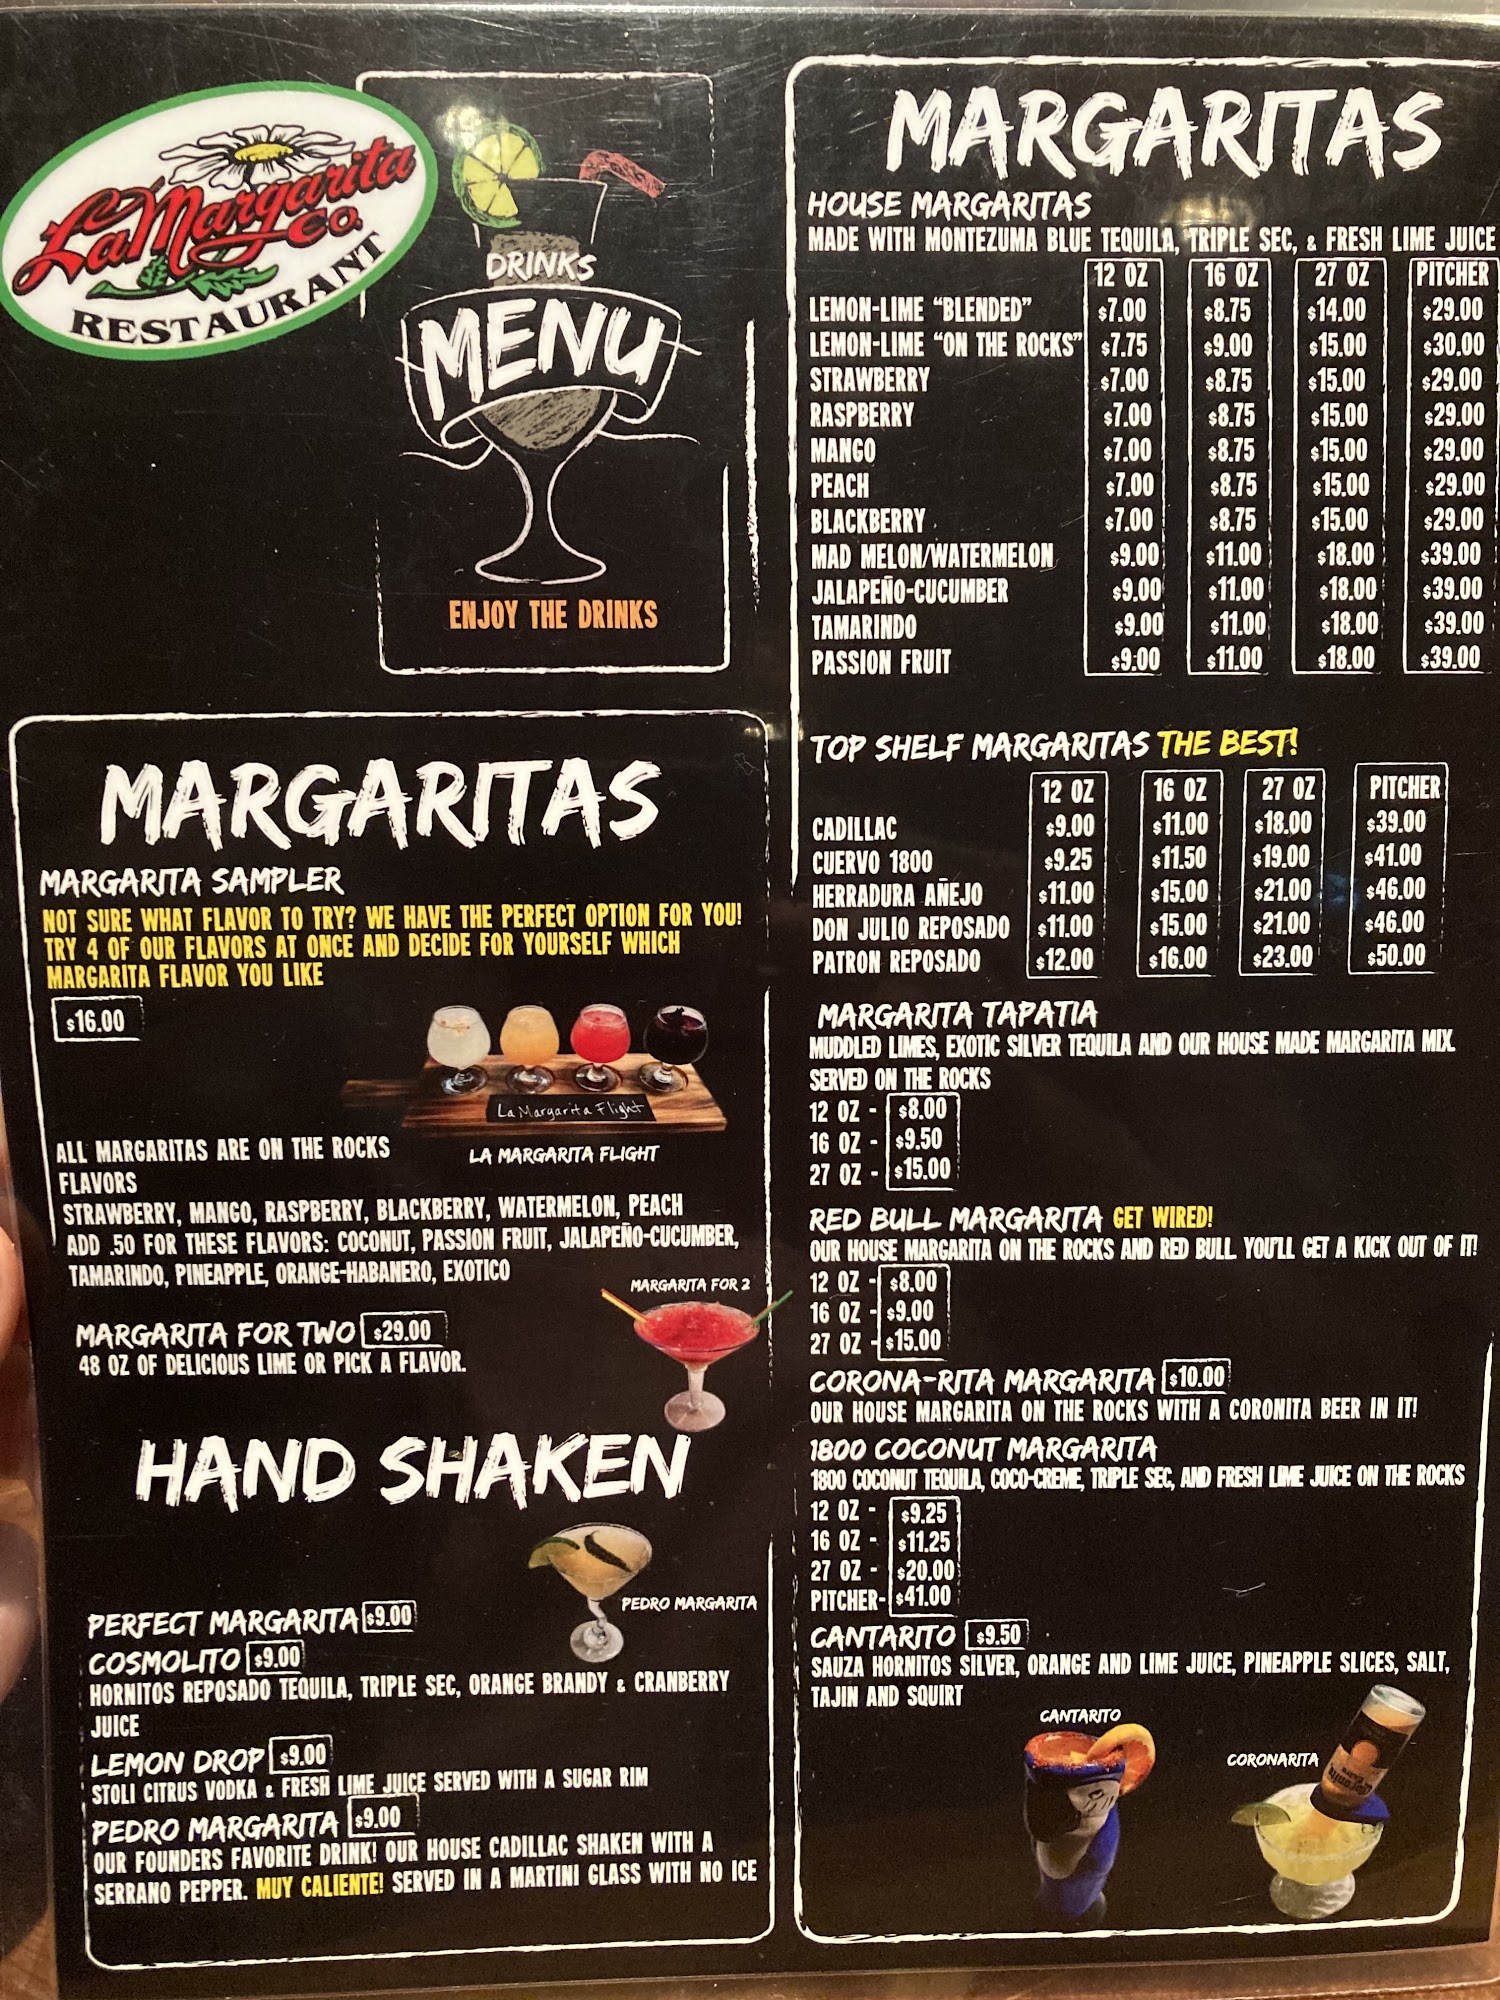 La Margarita
CO.
RESTAURANT
DRINKS
MENU
ENJOY THE DRINKS
MARGARITAS
MARGARITA SAMPLER
NOT SURE WHAT FLAVOR TO TRY? WE HAVE THE PERFECT OPTION FOR YOU!
TRY 4 OF OUR FLAVORS AT ONCE AND DECIDE FOR YOURSELF WHICH
MARGARITA FLAVOR YOU LIKE
$16.00
La Margarita Flight
LA MARGARITA FLIGHT
ALL MARGARITAS ARE ON THE ROCKS
FLAVORS
STRAWBERRY, MANGO, RASPBERRY, BLACKBERRY, WATERMELON, PEACH
ADD .50 FOR THESE FLAVORS: COCONUT, PASSION FRUIT, JALAPEÑO-CUCUMBER,
TAMARINDO, PINEAPPLE, ORANGE-HABANERO, EXOTICO
MARGARITA FOR 2
MARGARITA FOR TWO $29.00
48 OZ OF DELICIOUS LIME OR PICK A FLAVOR.
HAND SHAKEN
PEDRO MARGARITA
PERFECT MARGARITA $9.00
COSMOLITO $9.00
HORNITOS REPOSADO TEQUILA, TRIPLE SEC, ORANGE BRANDY & CRANBERRY
JUICE
LEMON DROP $9.00
STOLI CITRUS VODKA & FRESH LIME JUICE SERVED WITH A SUGAR RIM
PEDRO MARGARITA $9.00
OUR FOUNDERS FAVORITE DRINK! OUR HOUSE CADILLAC SHAKEN WITH A
SERRANO PEPPER. MUY CALIENTE! SERVED IN A MARTINI GLASS WITH NO ICE
MARGARITAS
HOUSE MARGARITAS
MADE WITH MONTEZUMA BLUE TEQUILA, TRIPLE SEC, & FRESH LIME JUICE
12 OZ 16 OZ 27 OZ PITCHER
LEMON-LIME "BLENDED" $7.00 $8.75 $14.00 $29.00
LEMON-LIME "ON THE ROCKS" $7.75 $9.00 $15.00 $30.00
STRAWBERRY $7.00 $8.75 $15.00 $29.00
RASPBERRY $7.00 $8.75 $15.00 $29.00
MANGO $7.00 $8.75 $15.00 $29.00
PEACH $7.00 $8.75 $15.00 $29.00
BLACKBERRY $7.00 $8.75 $15.00 $29.00
MAD MELON/WATERMELON $9.00 $11.00 $18.00 $39.00
JALAPEÑO-CUCUMBER $9.00 $11.00 $18.00 $39.00
TAMARINDO $9.00 $11.00 $18.00 $39.00
PASSION FRUIT $9.00 $11.00 $18.00 $39.00
TOP SHELF MARGARITAS THE BEST!
12 OZ 16 OZ 27 OZ PITCHER
CADILLAC $9.00 $11.00 $18.00 $39.00
CUERVO 1800 $9.25 $11.50 $19.00 $41.00
HERRADURA AÑEJO $11.00 $15.00 $21.00 $46.00
DON JULIO REPOSADO $11.00 $15.00 $21.00 $46.00
PATRON REPOSADO $12.00 $16.00 $23.00 $50.00
MARGARITA TAPATIA
MUDDLED LIMES, EXOTIC SILVER TEQUILA AND OUR HOUSE MADE MARGARITA MIX.
SERVED ON THE ROCKS
12 OZ - $8.00
16 OZ - $9.50
27 OZ - $15.00
RED BULL MARGARITA GET WIRED!
OUR HOUSE MARGARITA ON THE ROCKS AND RED BULL. YOU'LL GET A KICK OUT OF IT!
12 OZ - $8.00
16 OZ - $9.00
27 OZ - $15.00
CORONA-RITA MARGARITA $10.00
OUR HOUSE MARGARITA ON THE ROCKS WITH A CORONITA BEER IN IT!
1800 COCONUT MARGARITA
1800 COCONUT TEQUILA, COCO-CREME, TRIPLE SEC, AND FRESH LIME JUICE ON THE ROCKS
12 OZ - $9.25
16 OZ - $11.25
27 OZ - $20.00
PITCHER- $41.00
CANTARITO $9.50
SAUZA HORNITOS SILVER, ORANGE AND LIME JUICE, PINEAPPLE SLICES, SALT,
TAJIN AND SQUIRT
CANTARITO
CORONARITA